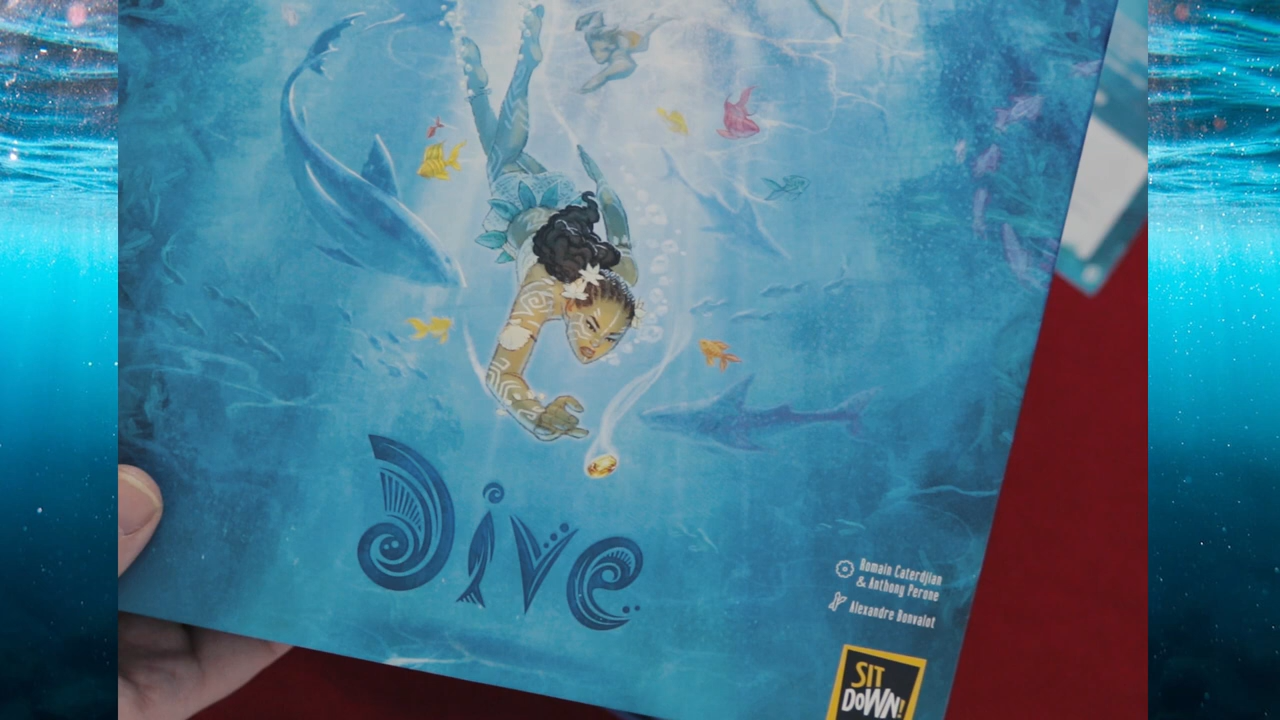 Dive
Romain Caterdjian
& Anthony Perone
Alexandre Bonvalot
SIT
DOWN!